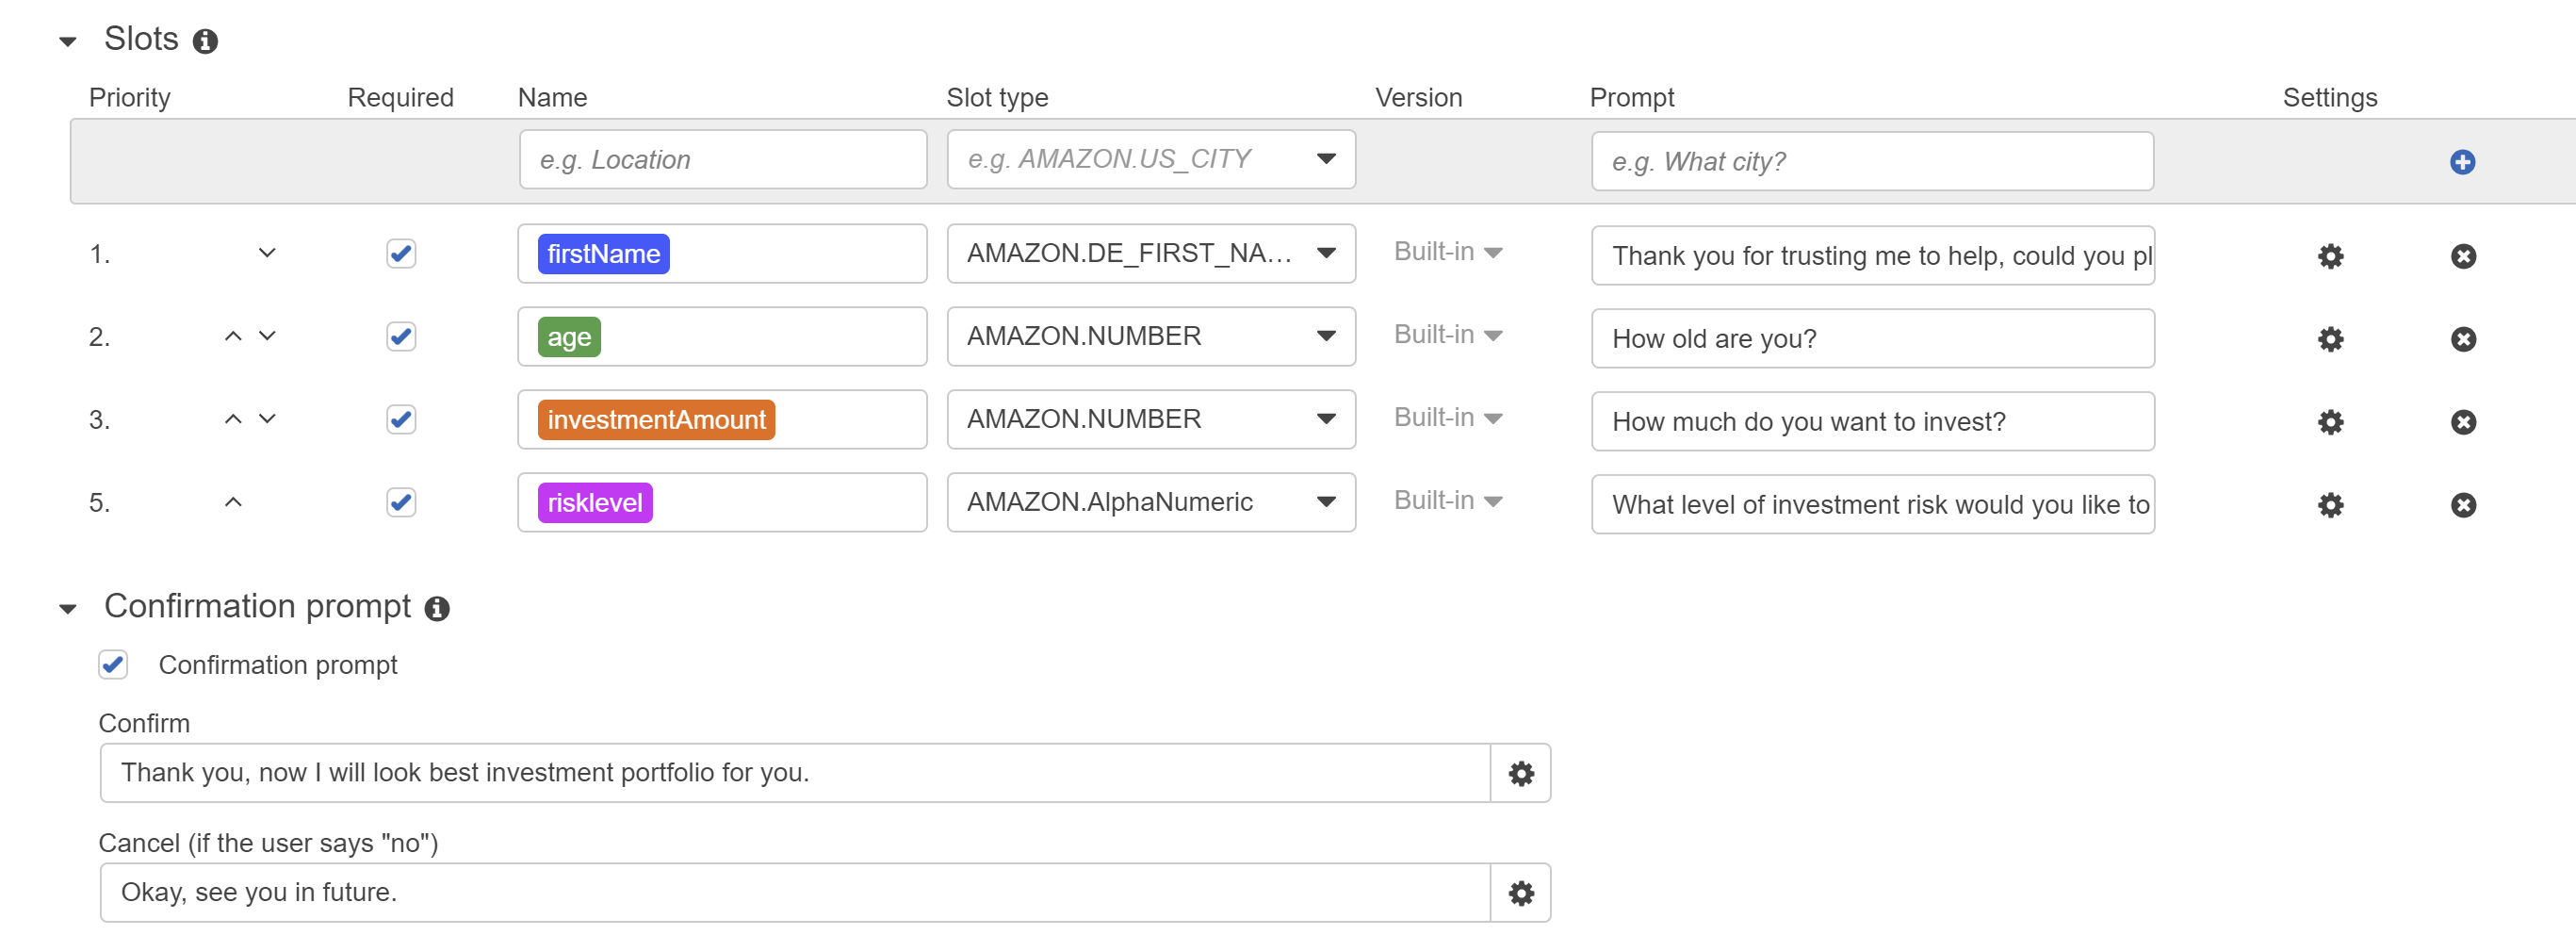 Slots
Priority Required Name Slot type Version Prompt Settings
e.g. Location e.g. AMAZON.US_CITY e.g. What city?
1. firstName AMAZON.DE_FIRST_NA... Built-in Thank you for trusting me to help, could you pl
2. age AMAZON.NUMBER Built-in How old are you?
3. investmentAmount AMAZON.NUMBER Built-in How much do you want to invest?
5. risklevel AMAZON.AlphaNumeric Built-in What level of investment risk would you like to
Confirmation prompt
Confirmation prompt
Confirm
Thank you, now I will look best investment portfolio for you.
Cancel (if the user says "no")
Okay, see you in future.